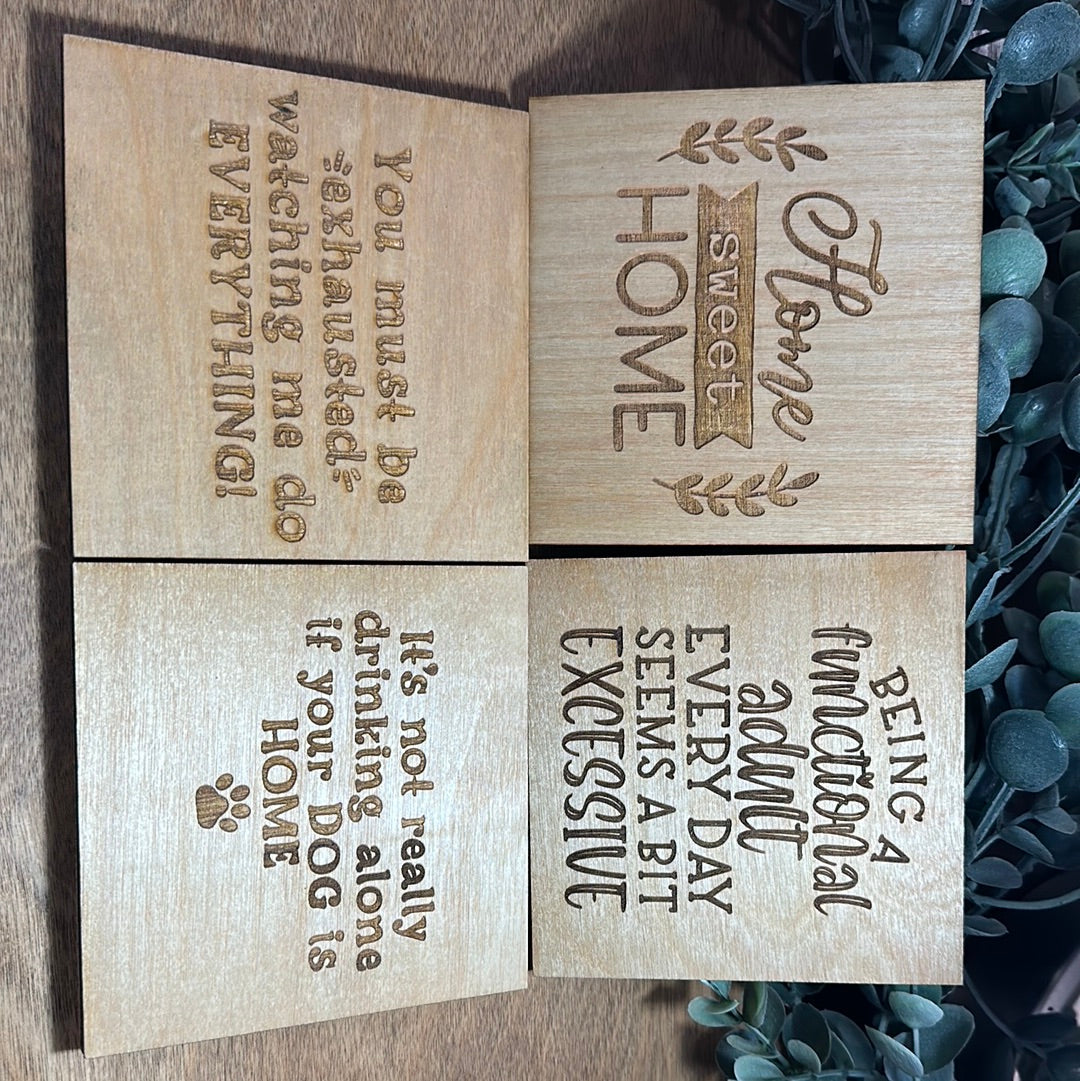 Home
sweet
HOME
BEING A
functional
adult
EVERY DAY
SEEMS A BIT
EXCESSIVE
You must be
exhausted
watching me do
EVERYTHING!
It's not really
drinking alone
if your DOG is
HOME